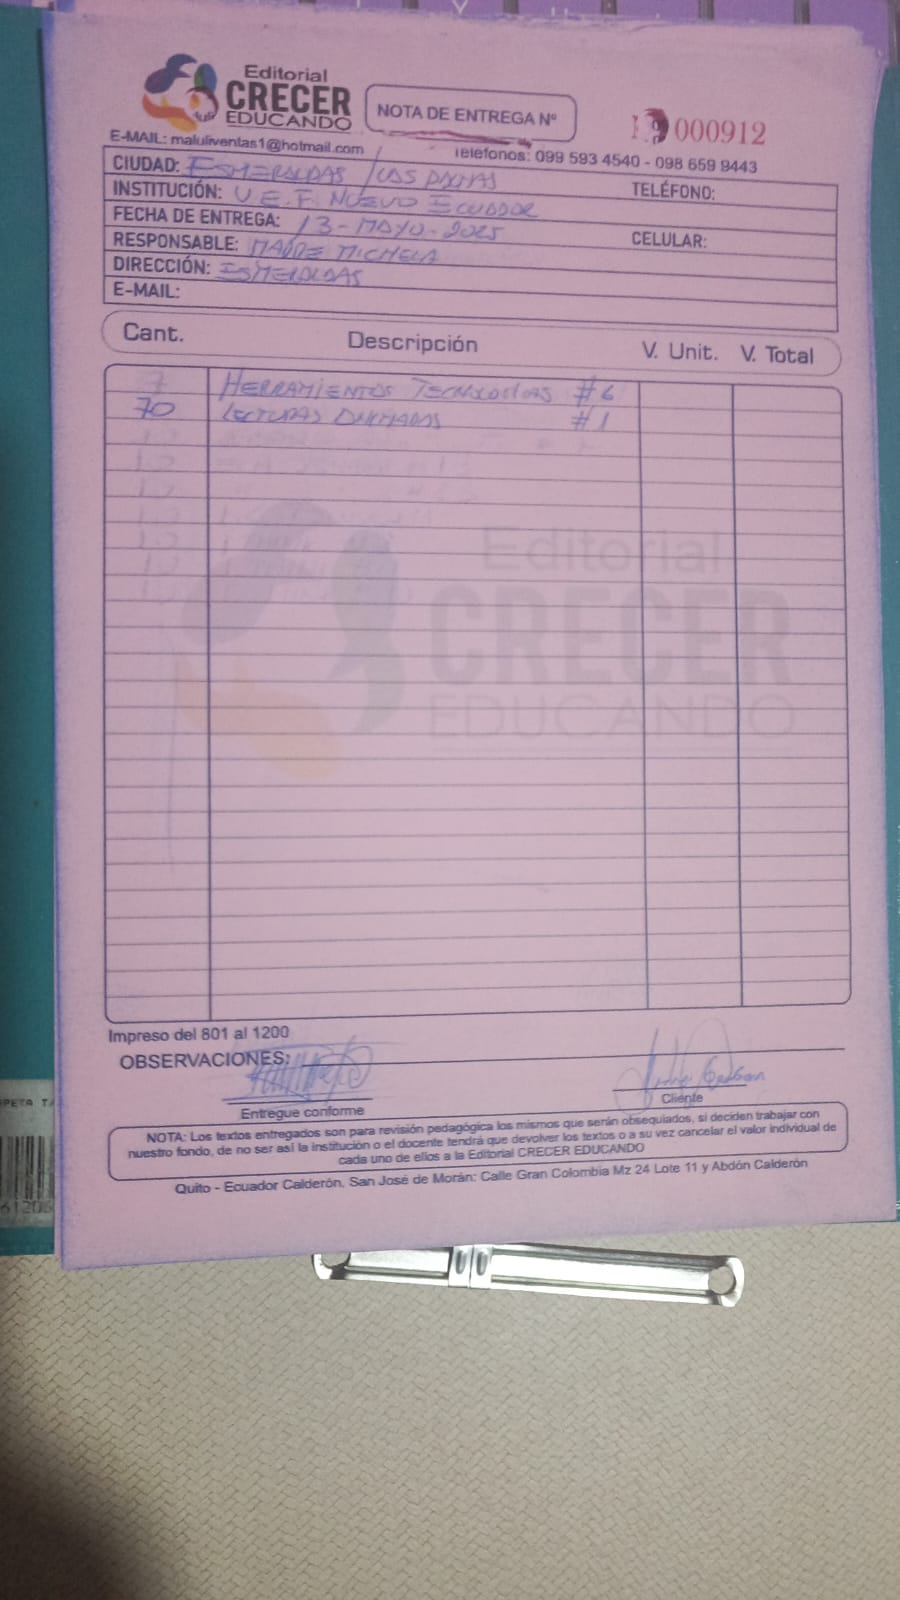 Editorial
CRECER
EDUCANDO
NOTA DE ENTREGA Nº
000912
E-MAIL: maluliventas1@hotmail.com
Telefonos: 099 593 4540 - 098 659 9443
CIUDAD: ESMERALDAS / LAS PALMAS
TELÉFONO:
INSTITUCIÓN: U.E.F. NUEVO ECUADOR
FECHA DE ENTREGA: 13-MAYO-2025
CELULAR:
RESPONSABLE: MADRE MICHELA
DIRECCIÓN: ESMERALDAS
E-MAIL:
Cant. Descripción V. Unit. V. Total
7 HERRAMIENTAS TECNOLOGICAS #6
70 LECTURAS #1
Editorial
CRECER
EDUCANDO
Impreso del 801 al 1200
OBSERVACIONES:
Entregue conforme
Cliente
NOTA: Los textos entregados son para revisión pedagógica los mismos que serán obsequiados, si deciden trabajar con
nuestro fondo, de no ser así la institución o el docente tendrá que devolver los textos o a su vez cancelar el valor individual de
cada uno de ellos a la Editorial CRECER EDUCANDO
Quito - Ecuador Calderón, San José de Morán: Calle Gran Colombia Mz 24 Lote 11 y Abdón Calderón